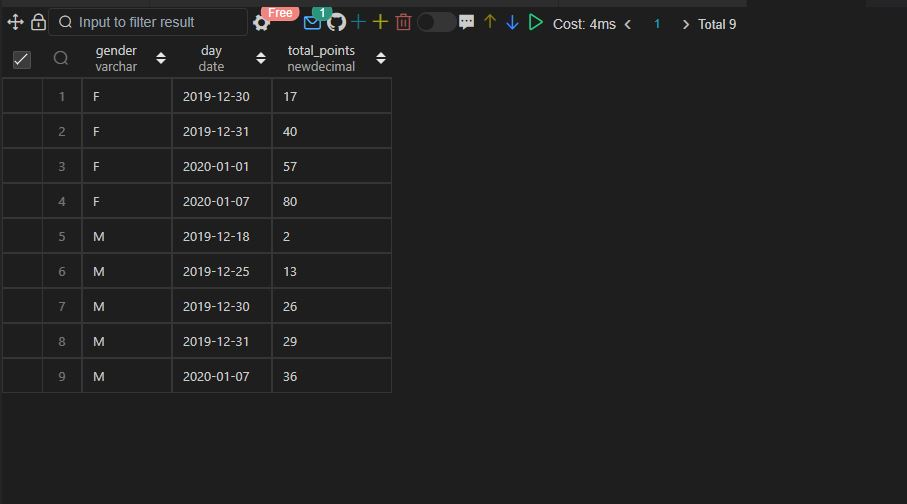 Free
1
Input to filter result
Cost: 4ms
1
Total 9
gender day total_points
varchar date newdecimal
1 F 2019-12-30 17
2 F 2019-12-31 40
3 F 2020-01-01 57
4 F 2020-01-07 80
5 M 2019-12-18 2
6 M 2019-12-25 13
7 M 2019-12-30 26
8 M 2019-12-31 29
9 M 2020-01-07 36